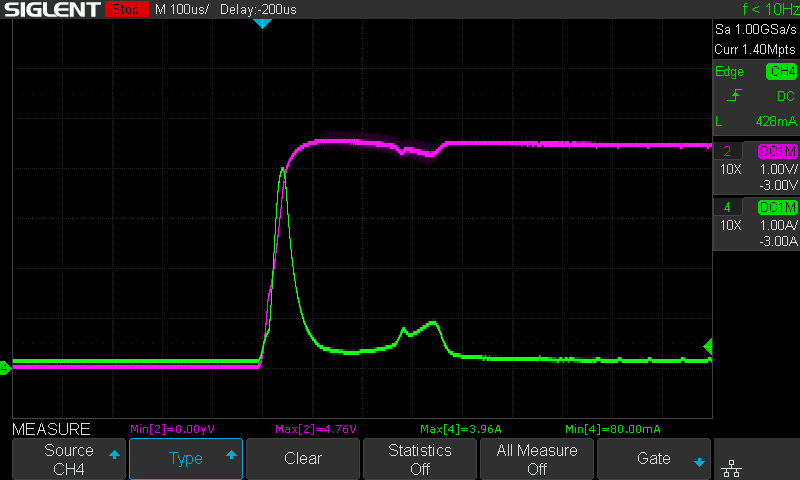 SIGLENT Stop M 100us/ Delay:-200us f < 10Hz
Sa 1.00GSa/s
Curr 1.40Mpts
Edge CH4
DC
L 428mA
2 DC1M
10X 1.00V/
-3.00V
4 DC1M
10X 1.00A/
-3.00A
4
MEASURE Min[2]=0.00yV Max[2]=4.76V Max[4]=3.96A Min[4]=80.00mA
Source CH4
Type
Clear
Statistics Off
All Measure Off
Gate